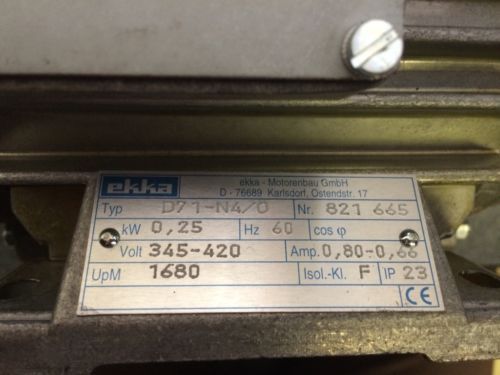 ekka
ekka - Motorenbau GmbH
D - 76689 Karlsdorf, Ostendstr. 17
Typ D71-N4/0 Nr. 821 665
kW 0,25 Hz 60 cos φ
Volt 345-420 Amp. 0,80-0,66
UpM 1680 Isol.-Kl. F IP 23
CE